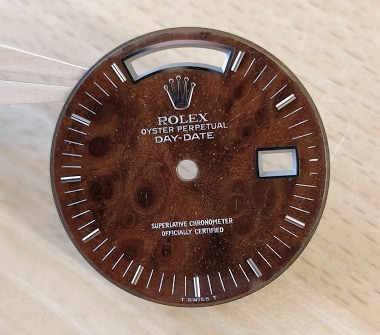 ROLEX
OYSTER PERPETUAL
DAY-DATE
SUPERLATIVE CHRONOMETER
OFFICIALLY CERTIFIED
T SWISS T